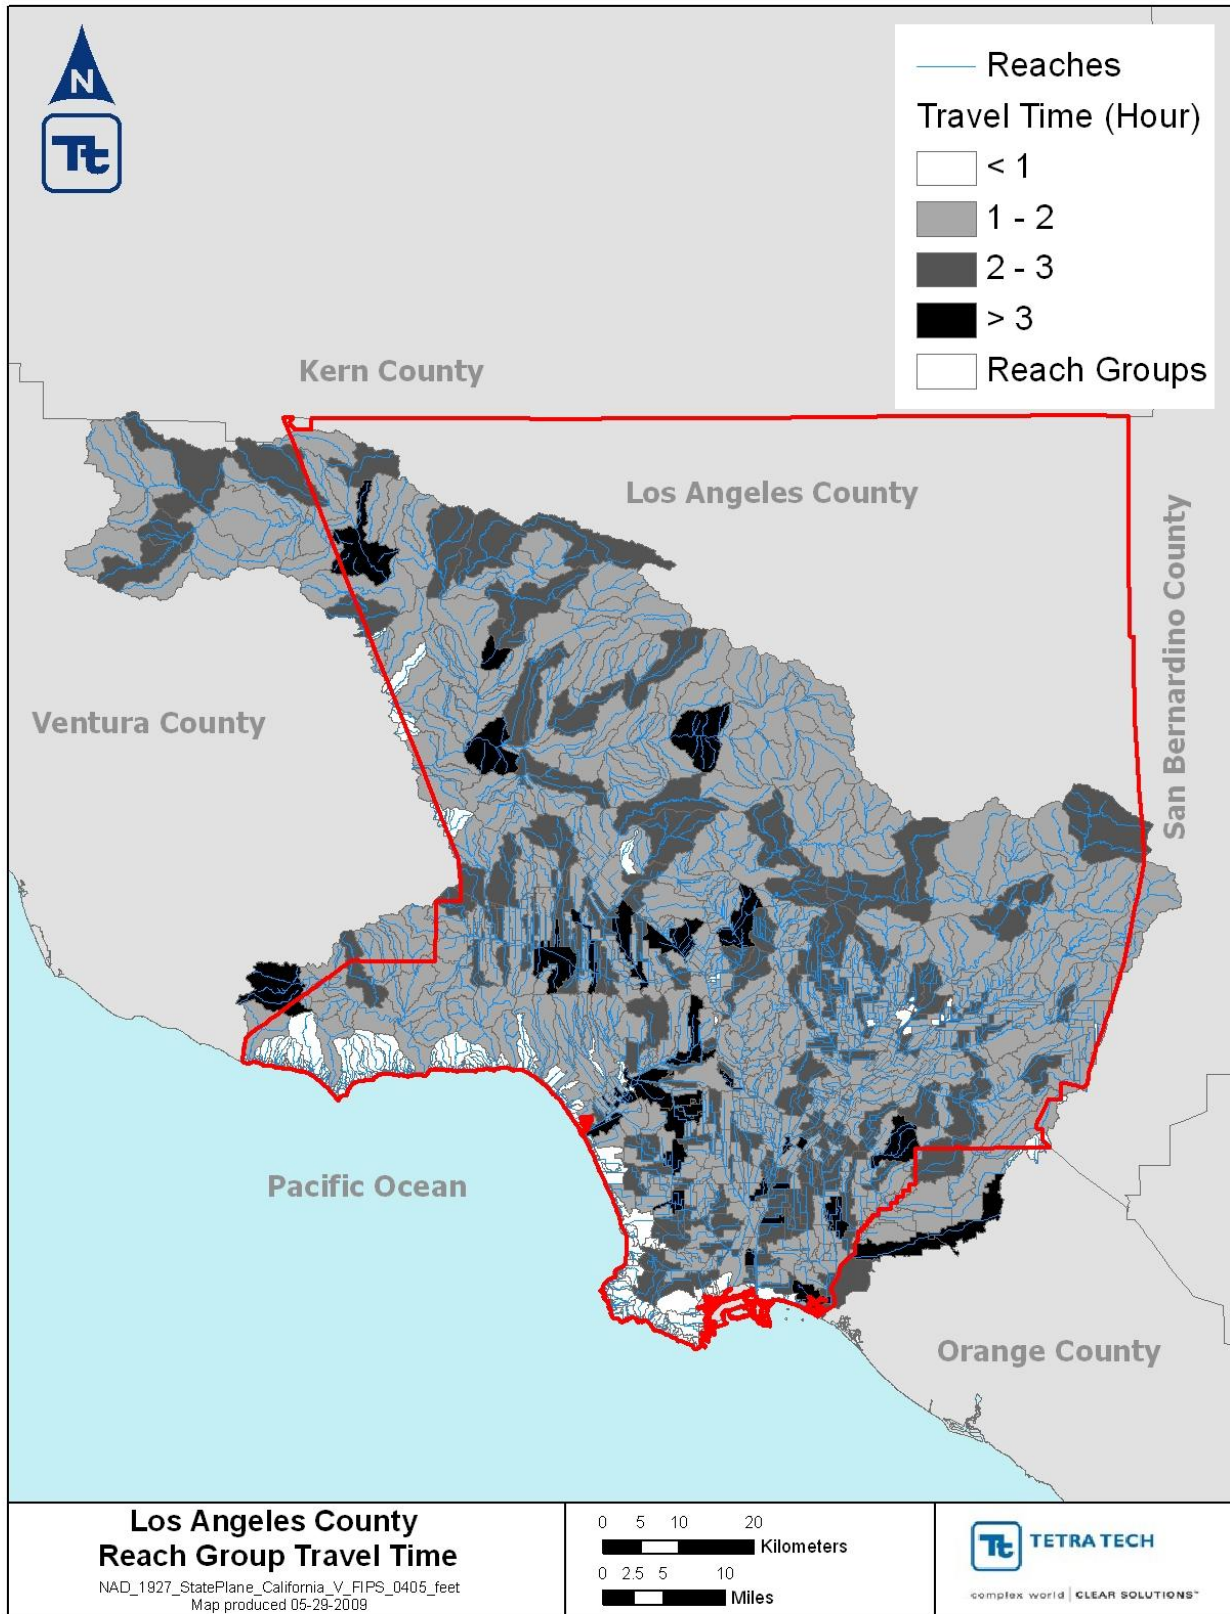 N
Tt
Reaches
Travel Time (Hour)
< 1
1 - 2
2 - 3
> 3
Reach Groups
Kern County
Los Angeles County
San Bernardino County
Ventura County
Pacific Ocean
Orange County
Los Angeles County
Reach Group Travel Time
NAD_1927_StatePlane_California_V_FIPS_0405_feet
Map produced 05-29-2009
0 5 10 20
Kilometers
0 2.5 5 10
Miles
Tt TETRA TECH
complex world | CLEAR SOLUTIONS™